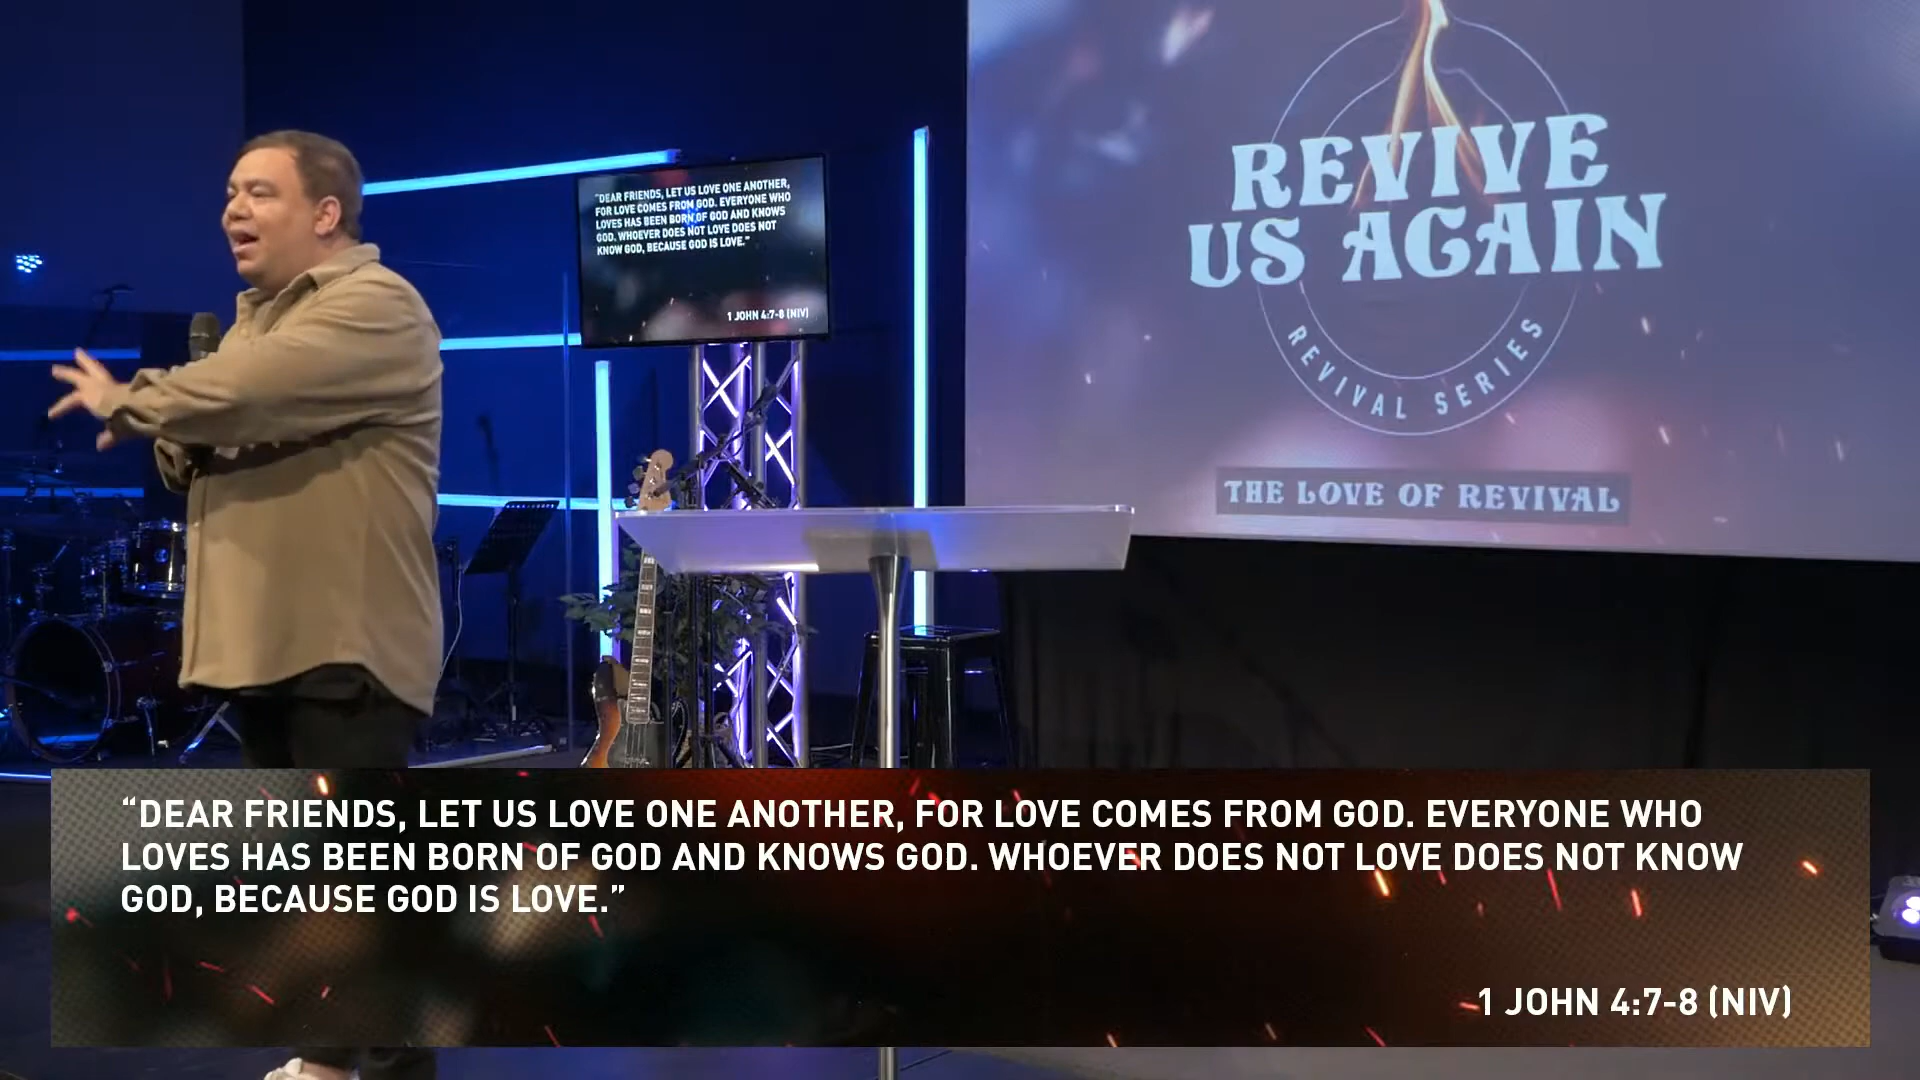 “DEAR FRIENDS, LET US LOVE ONE ANOTHER,
FOR LOVE COMES FROM GOD. EVERYONE WHO
LOVES HAS BEEN BORN OF GOD AND KNOWS
GOD. WHOEVER DOES NOT LOVE DOES NOT
KNOW GOD, BECAUSE GOD IS LOVE.”
1 JOHN 4:7-8 (NIV)
REVIVE
US AGAIN
REVIVAL SERIES
THE LOVE OF REVIVAL
“DEAR FRIENDS, LET US LOVE ONE ANOTHER, FOR LOVE COMES FROM GOD. EVERYONE WHO
LOVES HAS BEEN BORN OF GOD AND KNOWS GOD. WHOEVER DOES NOT LOVE DOES NOT KNOW
GOD, BECAUSE GOD IS LOVE.”
1 JOHN 4:7-8 (NIV)